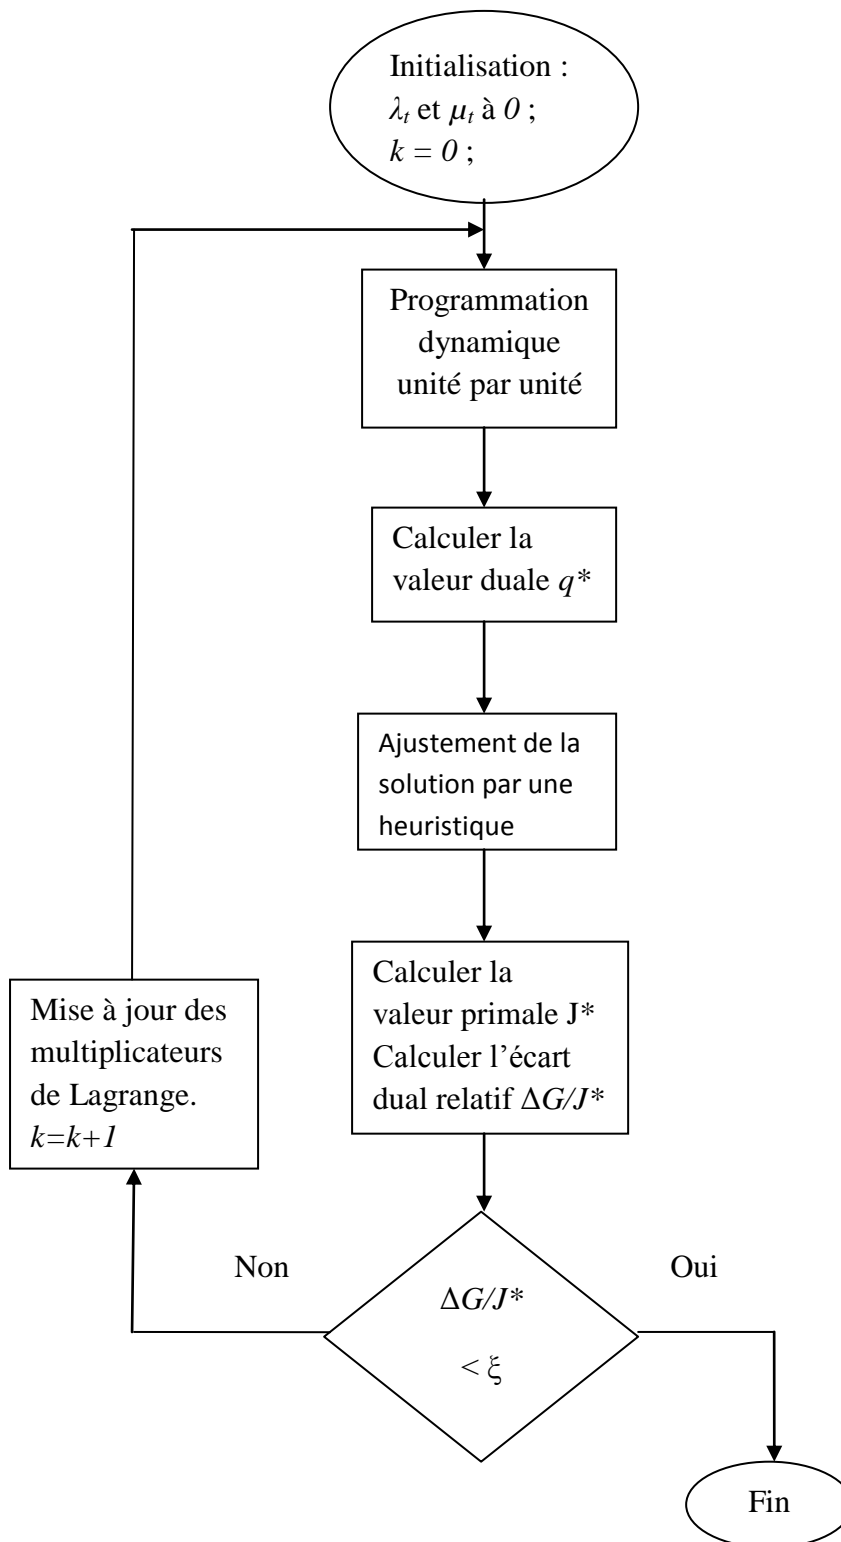 Initialisation :
λt et μt à 0 ;
k = 0 ;
Programmation
dynamique
unité par unité
Calculer la
valeur duale q*
Ajustement de la
solution par une
heuristique
Calculer la
valeur primale J*
Calculer l’écart
dual relatif ΔG/J*
Mise à jour des
multiplicateurs
de Lagrange.
k=k+1
Non
Oui
ΔG/J*
< ξ
Fin